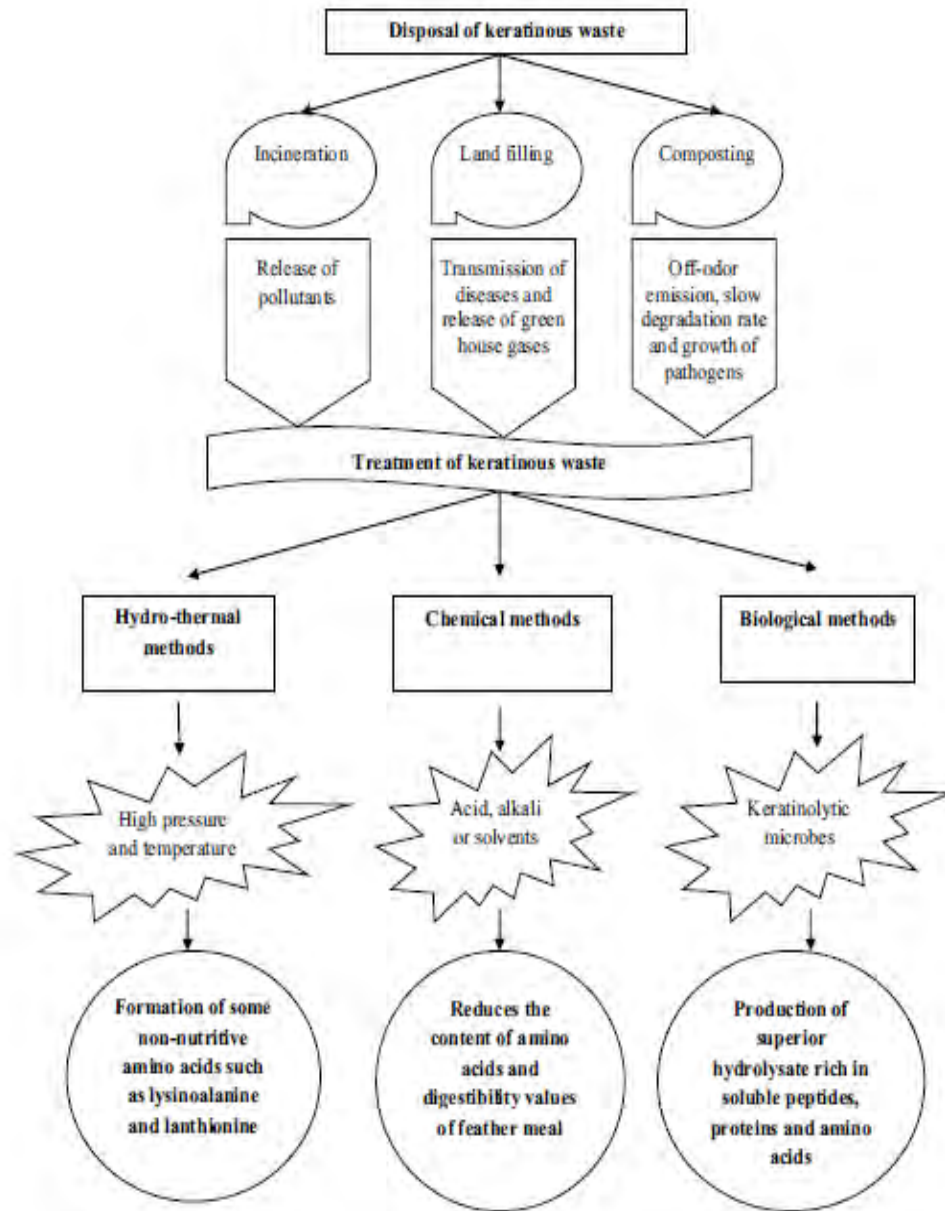 Disposal of keratinous waste
Incineration
Land filling
Composting
Release of
pollutants
Transmission of
diseases and
release of green
house gases
Off-odor
emission, slow
degradation rate
and growth of
pathogens
Treatment of keratinous waste
Hydro-thermal
methods
Chemical methods
Biological methods
High pressure
and temperature
Acid, alkali
or solvents
Keratinolytic
microbes
Formation of some
non-nutritive
amino acids such
as lysinoalanine
and lanthionine
Reduces the
content of amino
acids and
digestibility values
of feather meal
Production of
superior
hydrolysate rich in
soluble peptides,
proteins and amino
acids